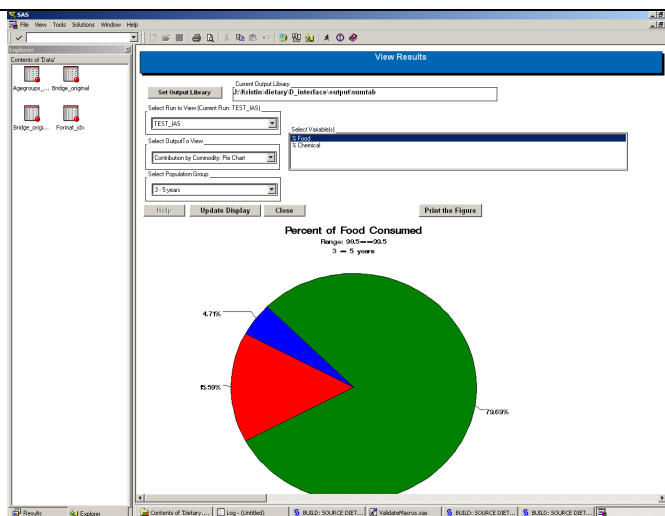 SAS
File View Tools Solutions Window Help
Explorer
Contents of 'Data'
Agegroups_... Bridge_original
Bridge_origi... Format_idx
View Results
Set Output Library
Current Output Library
J:\Kristin\dietary\D_interface\output\sumtab
Select Run to View (Current Run: TEST_IAS)
TEST_IAS
Select Output To View
Contribution by Commodity: Pie Chart
Select Population Group
3 - 5 years
Select Variable(s)
% Food
% Chemical
Help Update Display Close Print the Figure
Percent of Food Consumed
Range: 98.5--99.5
3 - 5 years
4.71%
15.59%
79.69%
Results Explorer Contents of 'Dietary.... Log - (Untitled) BUILD: SOURCE DIET... ValidateMacros.sas BUILD: SOURCE DIET... BUILD: SOURCE DIET...